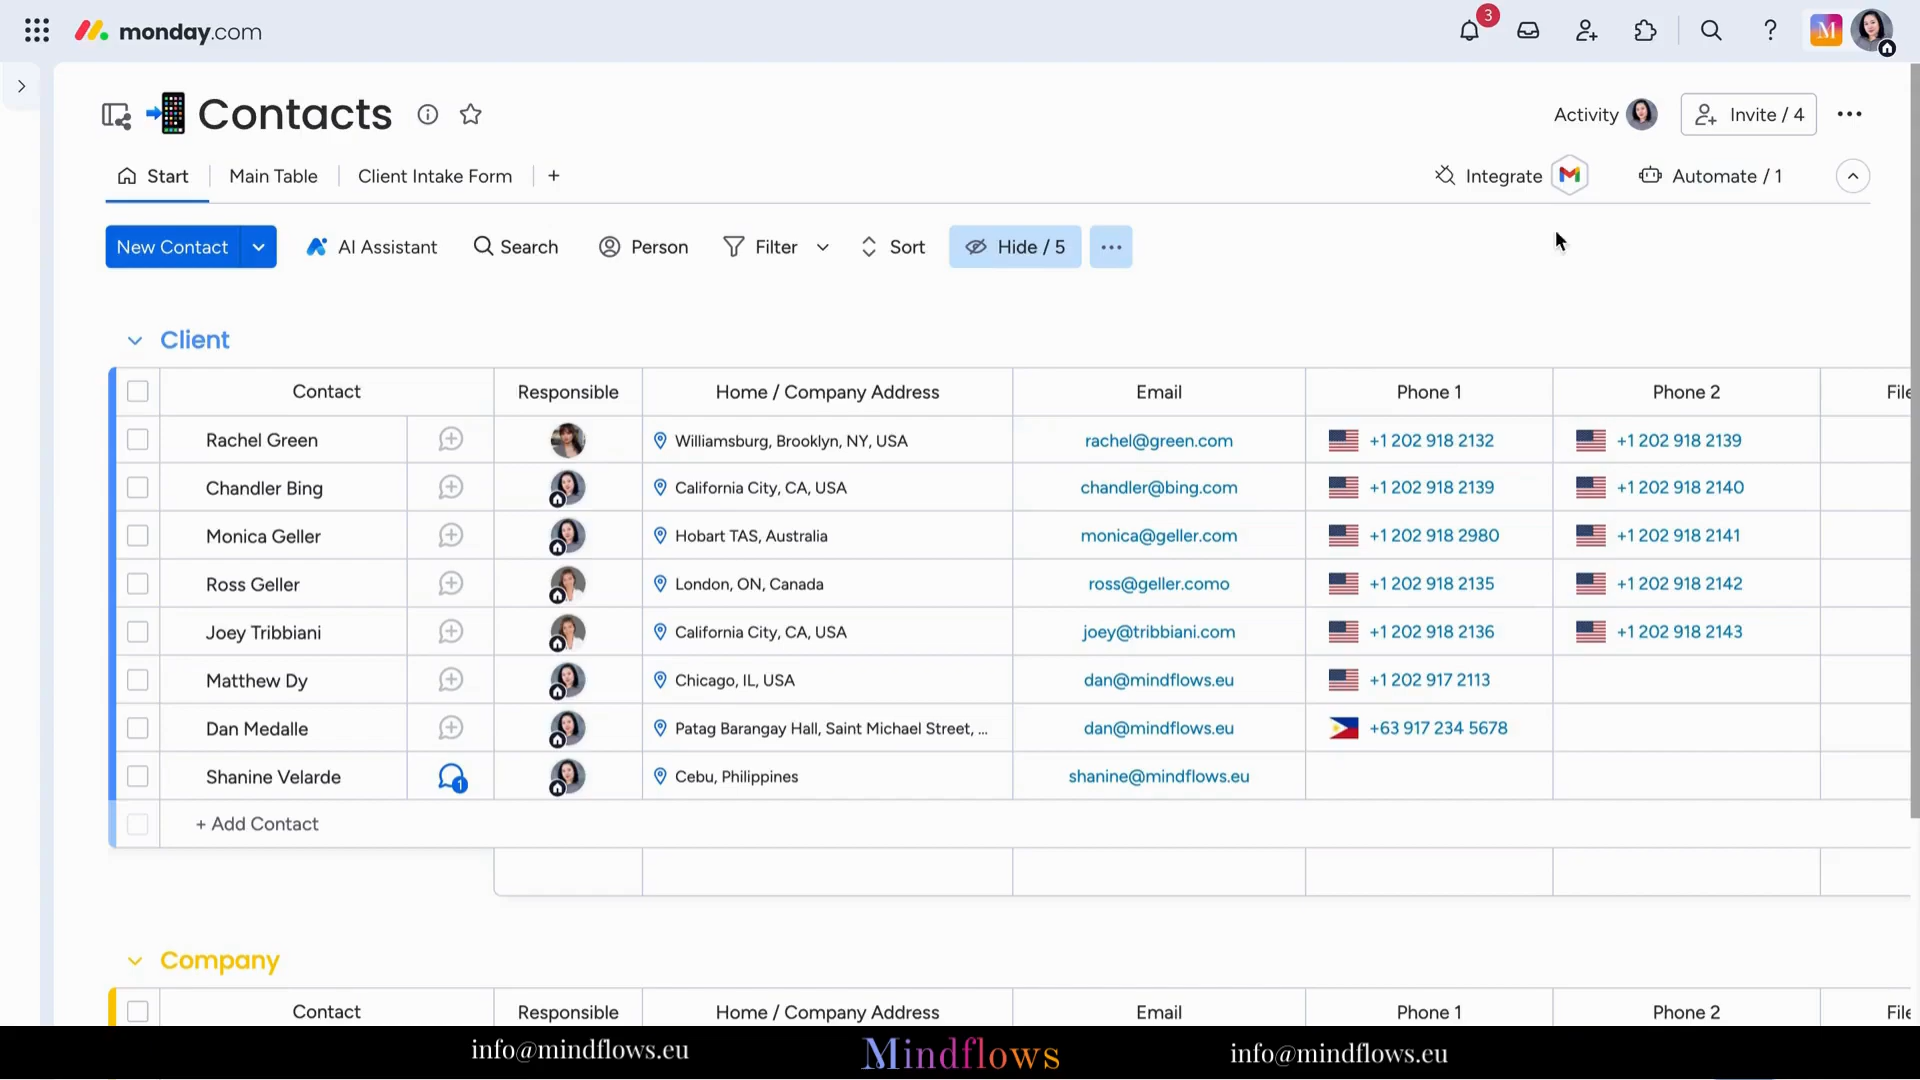 monday.com
3
M
Contacts
Activity
Invite / 4
Start
Main Table
Client Intake Form
+
Integrate
Automate / 1
New Contact
AI Assistant
Search
Person
Filter
Sort
Hide / 5
Client
Contact Responsible Home / Company Address Email Phone 1 Phone 2 File
Rachel Green Williamsburg, Brooklyn, NY, USA rachel@green.com +1 202 918 2132 +1 202 918 2139
Chandler Bing California City, CA, USA chandler@bing.com +1 202 918 2139 +1 202 918 2140
Monica Geller Hobart TAS, Australia monica@geller.com +1 202 918 2980 +1 202 918 2141
Ross Geller London, ON, Canada ross@geller.como +1 202 918 2135 +1 202 918 2142
Joey Tribbiani California City, CA, USA joey@tribbiani.com +1 202 918 2136 +1 202 918 2143
Matthew Dy Chicago, IL, USA dan@mindflows.eu +1 202 917 2113
Dan Medalle Patag Barangay Hall, Saint Michael Street, ... dan@mindflows.eu +63 917 234 5678
Shanine Velarde 1 Cebu, Philippines shanine@mindflows.eu
+ Add Contact
Company
Contact Responsible Home / Company Address Email Phone 1 Phone 2 File
info@mindflows.eu Mindflows info@mindflows.eu